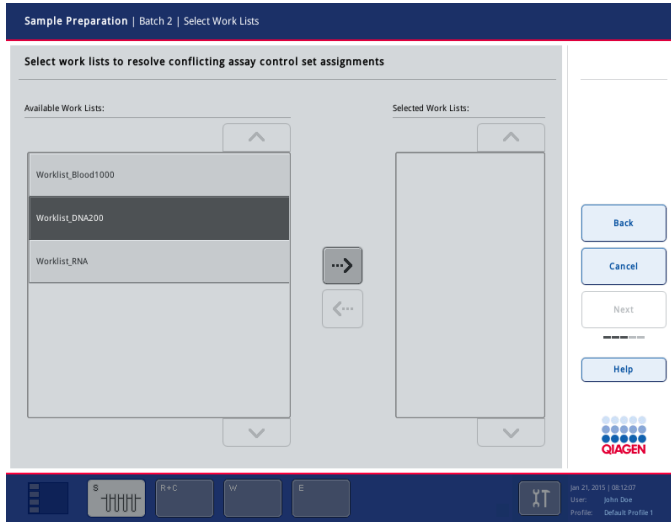 Sample Preparation | Batch 2 | Select Work Lists
Select work lists to resolve conflicting assay control set assignments
Available Work Lists:
Selected Work Lists:
Worklist_Blood1000
Worklist_DNA200
Worklist_RNA
Back
Cancel
Next
Help
QIAGEN
S
R+C
W
E
Jan 21, 2015 | 08:12:07
User: John Doe
Profile: Default Profile 1